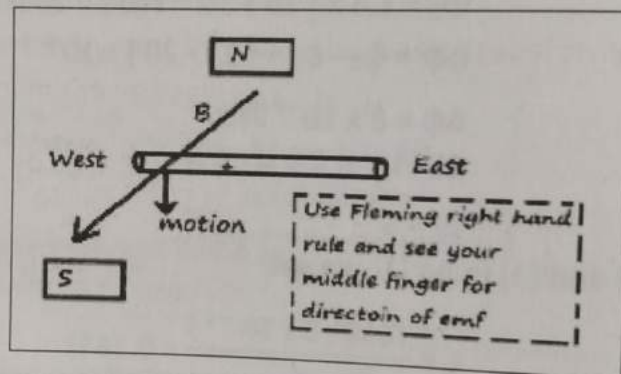 N
B
West
East
+
motion
S
Use Fleming right hand
rule and see your
middle finger for
directoin of emf